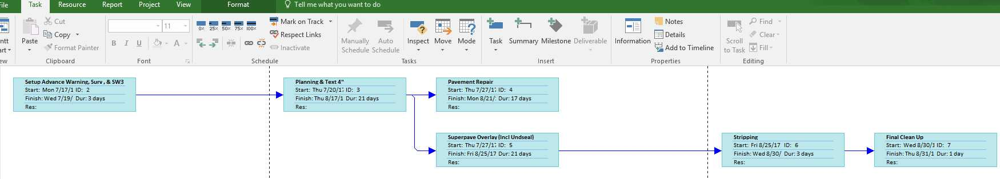 File Task Resource Report Project View Format Tell me what you want to do
Cut
Copy
Format Painter
Paste
Clipboard
11
B I U A
Font
0% 25% 50% 75% 100%
Mark on Track
Respect Links
Inactivate
Schedule
Manually Schedule
Auto Schedule
Inspect
Move
Mode
Tasks
Task
Summary
Milestone
Deliverable
Insert
Information
Notes
Details
Add to Timeline
Properties
Scroll to Task
Find
Clear
Fill
Editing
Setup Advance Warning, Surv , & SW3
Start: Mon 7/17/1 ID: 2
Finish: Wed 7/19/ Dur: 3 days
Res:
Planning & Text 4"
Start: Thu 7/20/17 ID: 3
Finish: Thu 8/17/1 Dur: 21 days
Res:
Pavement Repair
Start: Thu 7/27/17 ID: 4
Finish: Mon 8/21/ Dur: 17 days
Res:
Superpave Overlay (Incl Undseal)
Start: Thu 7/27/17 ID: 5
Finish: Fri 8/25/17 Dur: 21 days
Res:
Stripping
Start: Fri 8/25/17 ID: 6
Finish: Wed 8/30/ Dur: 3 days
Res:
Final Clean Up
Start: Wed 8/30/1 ID: 7
Finish: Thu 8/31/1 Dur: 1 day
Res: